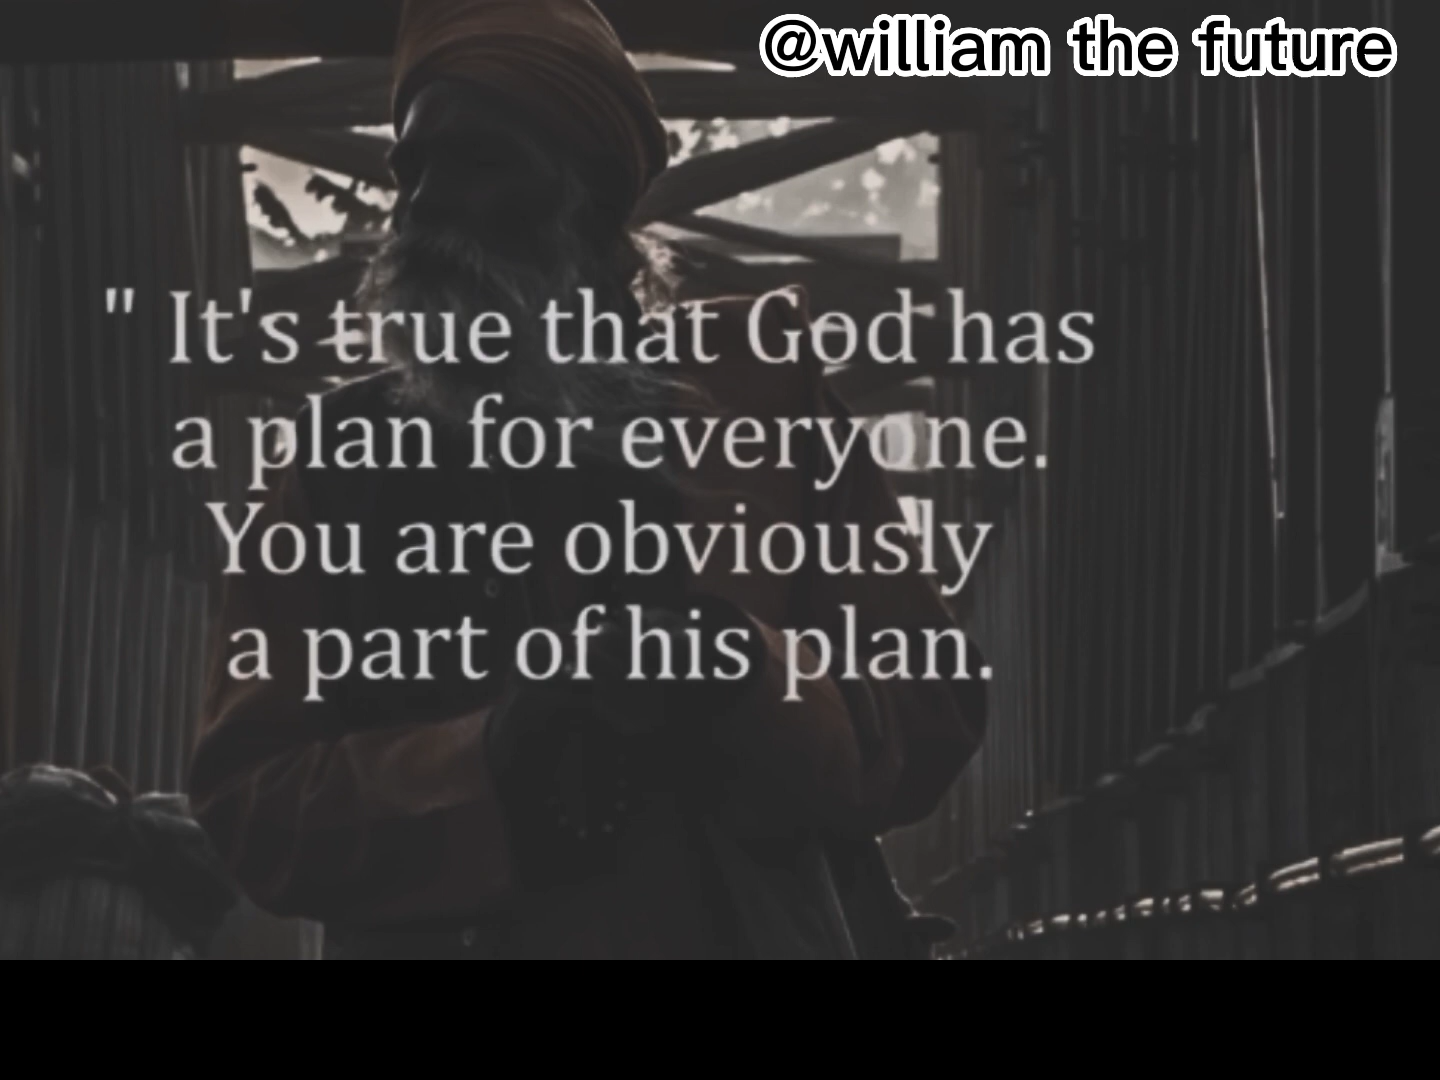 @william the future
" It's true that God has
a plan for everyone.
You are obviously
a part of his plan.